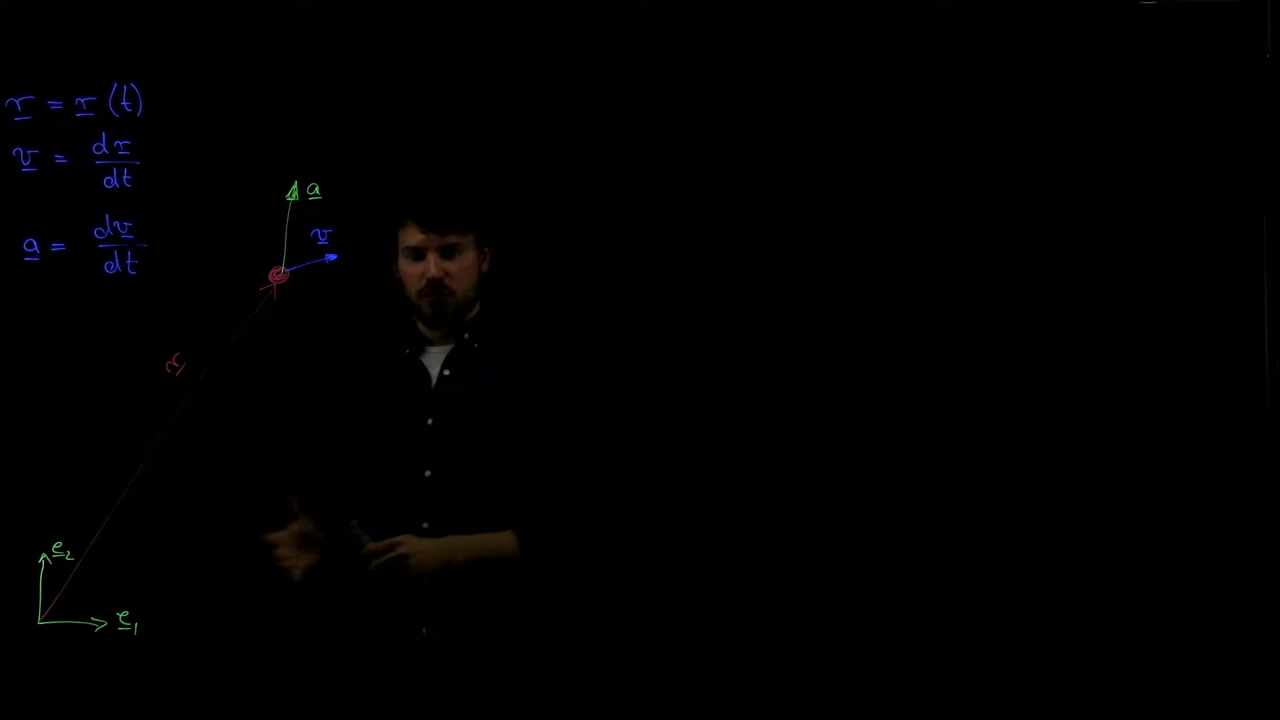 r = r (t)
v = dr/dt
a = dv/dt
a
v
r
e₂
e₁